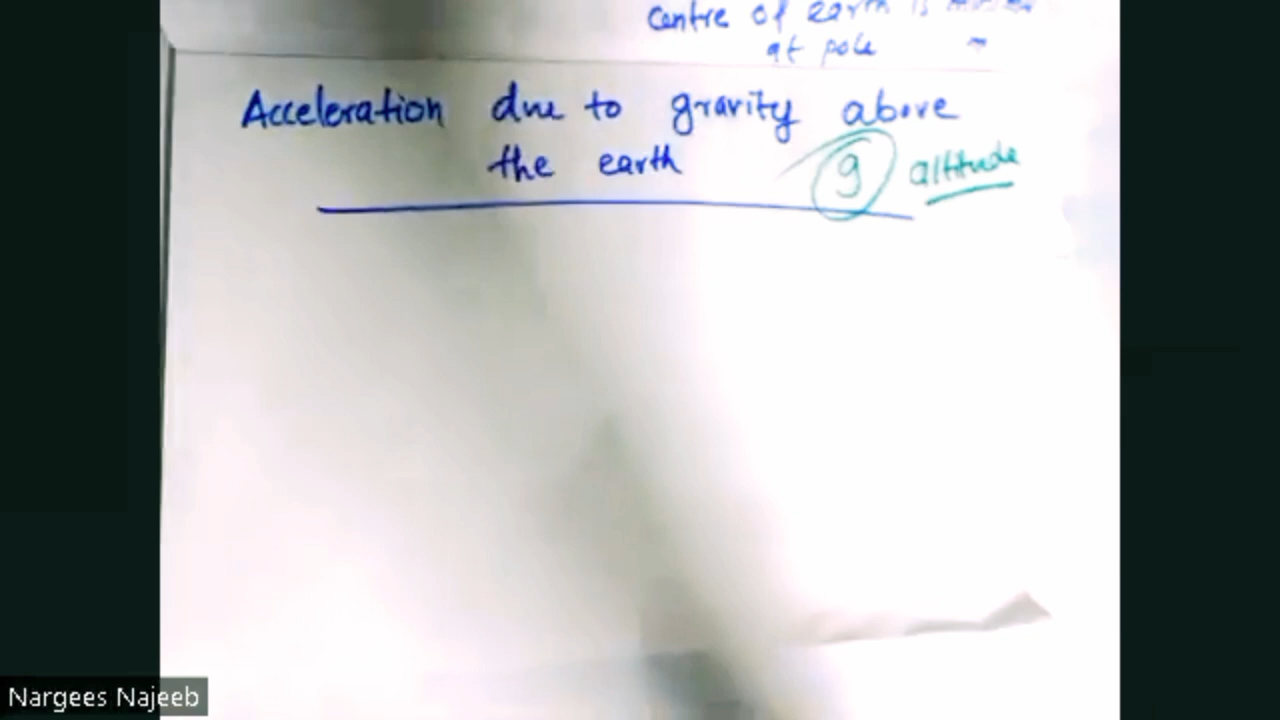 Centre of earth is
at pole "
Acceleration due to gravity above
the earth g altitude
Nargees Najeeb